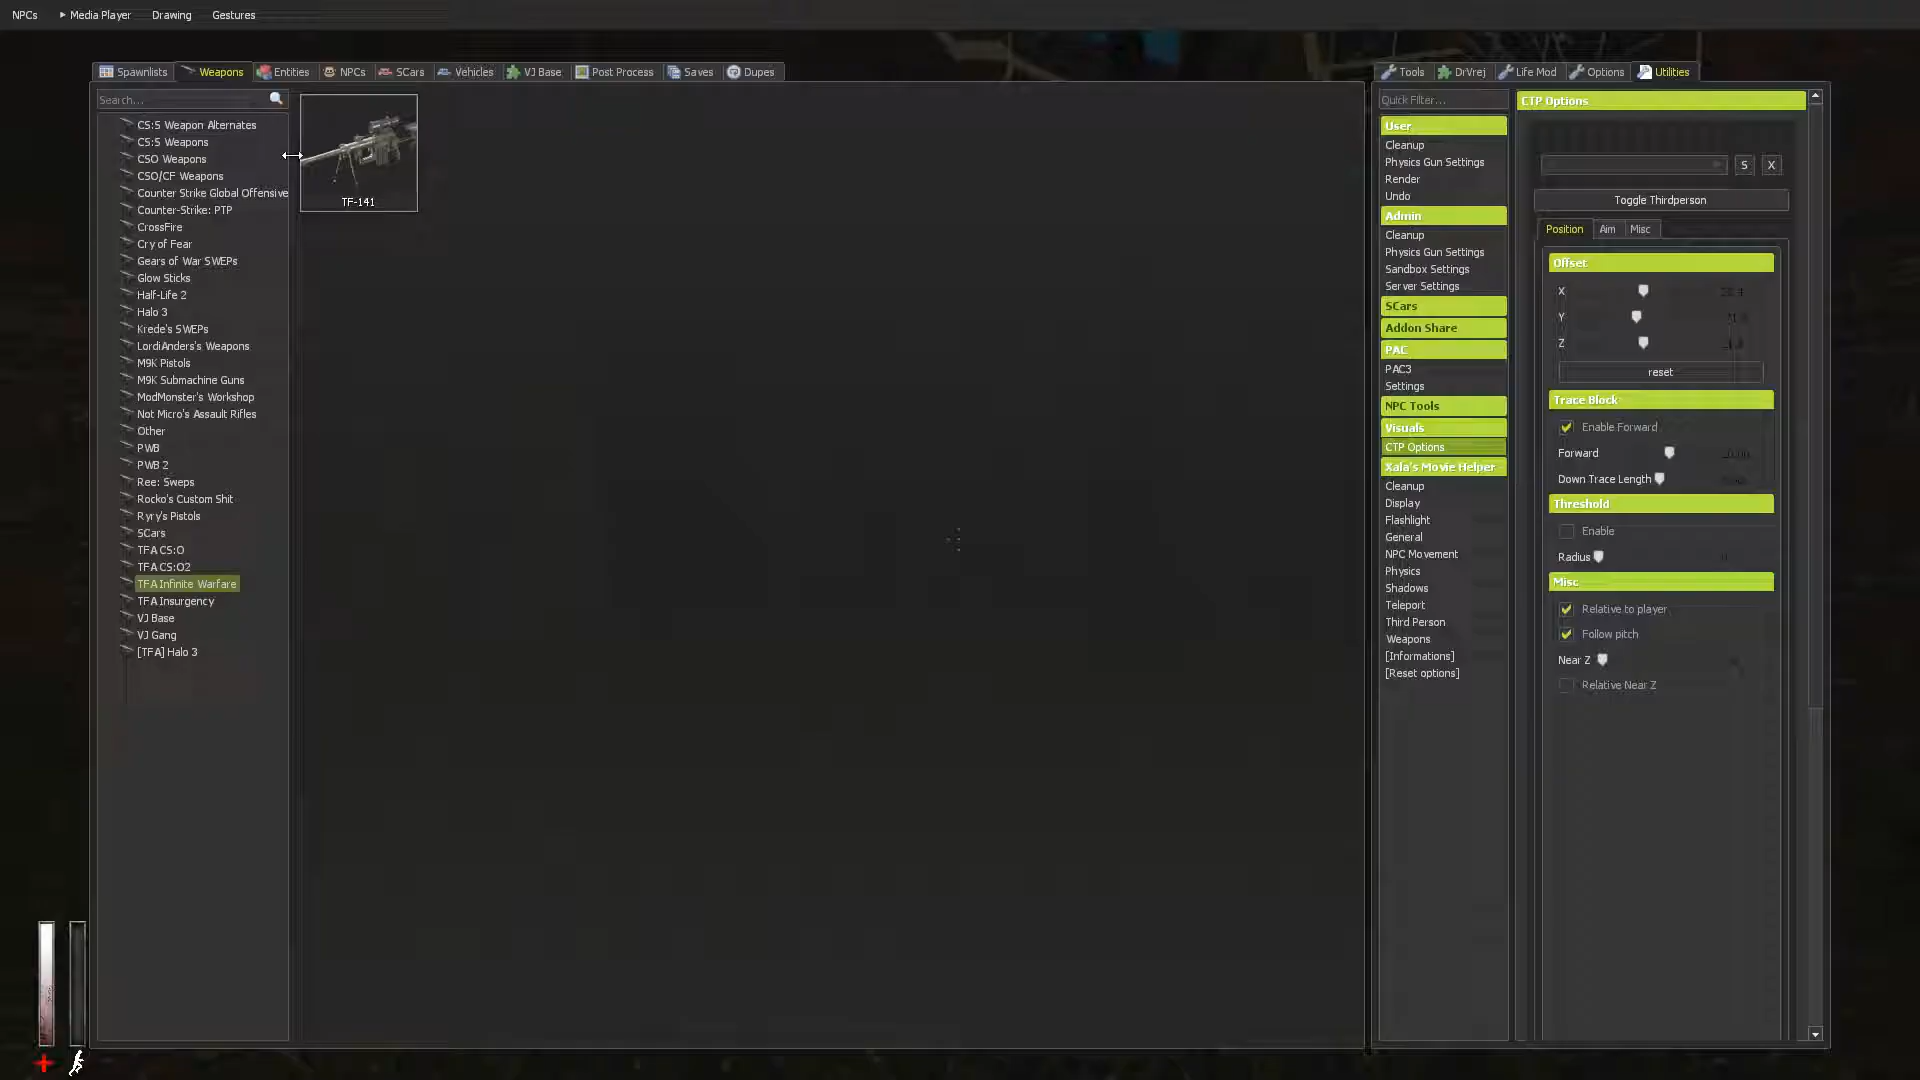 NPCs Media Player Drawing Gestures
Spawnlists Weapons Entities NPCs SCars Vehicles VJ Base Post Process Saves Dupes
Search...
CS:S Weapon Alternates
CS:S Weapons
CSO Weapons
CSO/CF Weapons
Counter Strike Global Offensive
Counter-Strike: PTP
CrossFire
Cry of Fear
Gears of War SWEPs
Glow Sticks
Half-Life 2
Halo 3
Krede's SWEPs
LordiAnders's Weapons
M9K Pistols
M9K Submachine Guns
ModMonster's Workshop
Not Micro's Assault Rifles
Other
PWB
PWB 2
Ree: Sweps
Rocko's Custom Shit
Ryry's Pistols
SCars
TFA CS:O
TFA CS:O2
TFA Infinite Warfare
TFA Insurgency
VJ Base
VJ Gang
[TFA] Halo 3
TF-141
Tools DrVrej Life Mod Options Utilities
Quick Filter...
User
Cleanup
Physics Gun Settings
Render
Undo
Admin
Cleanup
Physics Gun Settings
Sandbox Settings
Server Settings
SCars
Addon Share
PAC
PAC3
Settings
NPC Tools
Visuals
CTP Options
Xala's Movie Helper
Cleanup
Display
Flashlight
General
NPC Movement
Physics
Shadows
Teleport
Third Person
Weapons
[Informations]
[Reset options]
CTP Options
S X
Toggle Thirdperson
Position Aim Misc
Offset
X
Y
Z
reset
Trace Block
Enable Forward
Forward
Down Trace Length
Threshold
Enable
Radius
Misc
Relative to player
Follow pitch
Near Z
Relative Near Z